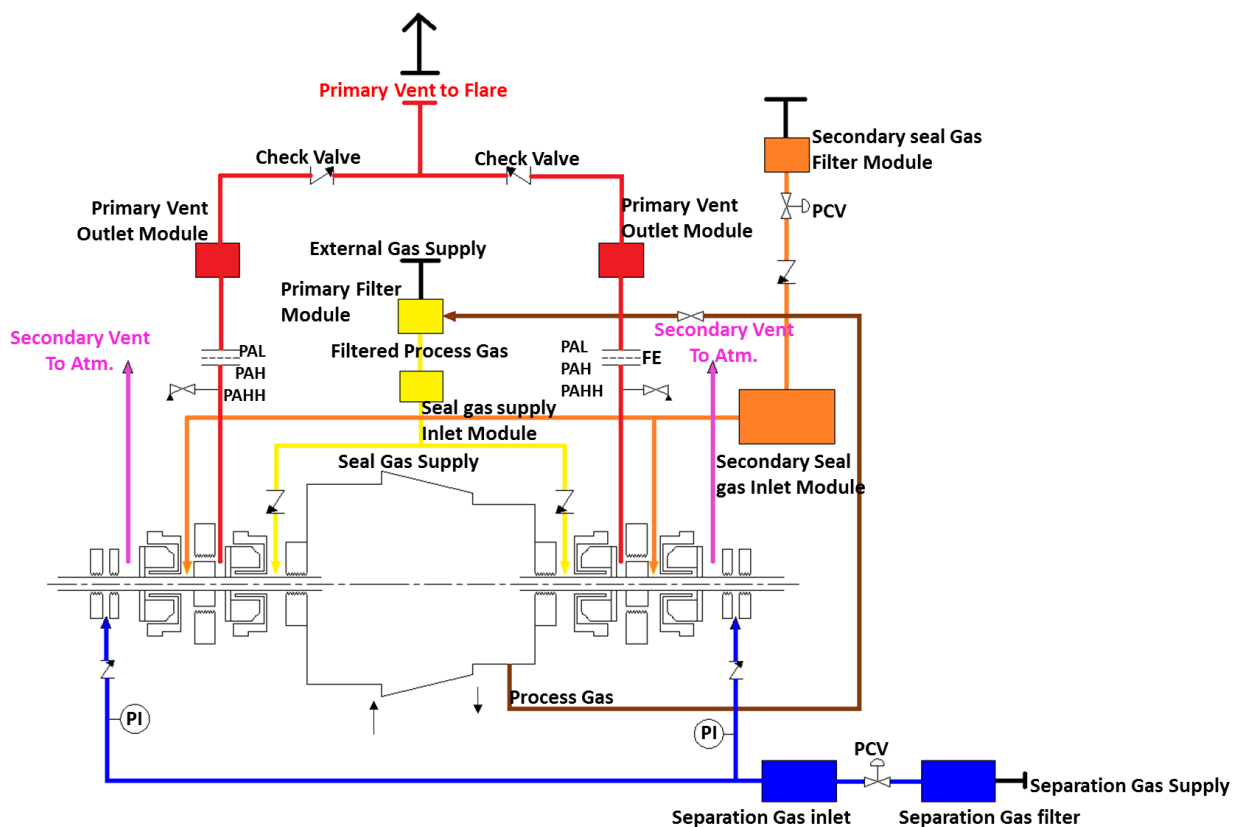 Primary Vent to Flare
Check Valve
Check Valve
Secondary seal Gas
Filter Module
PCV
Primary Vent
Outlet Module
Primary Vent
Outlet Module
External Gas Supply
Primary Filter
Module
Filtered Process Gas
Secondary Vent
To Atm.
Secondary Vent
To Atm.
PAL
PAH
PAHH
PAL
PAH
PAHH
FE
Seal gas supply
Inlet Module
Seal Gas Supply
Secondary Seal
gas Inlet Module
Process Gas
PI
PI
PCV
Separation Gas Supply
Separation Gas inlet
Separation Gas filter